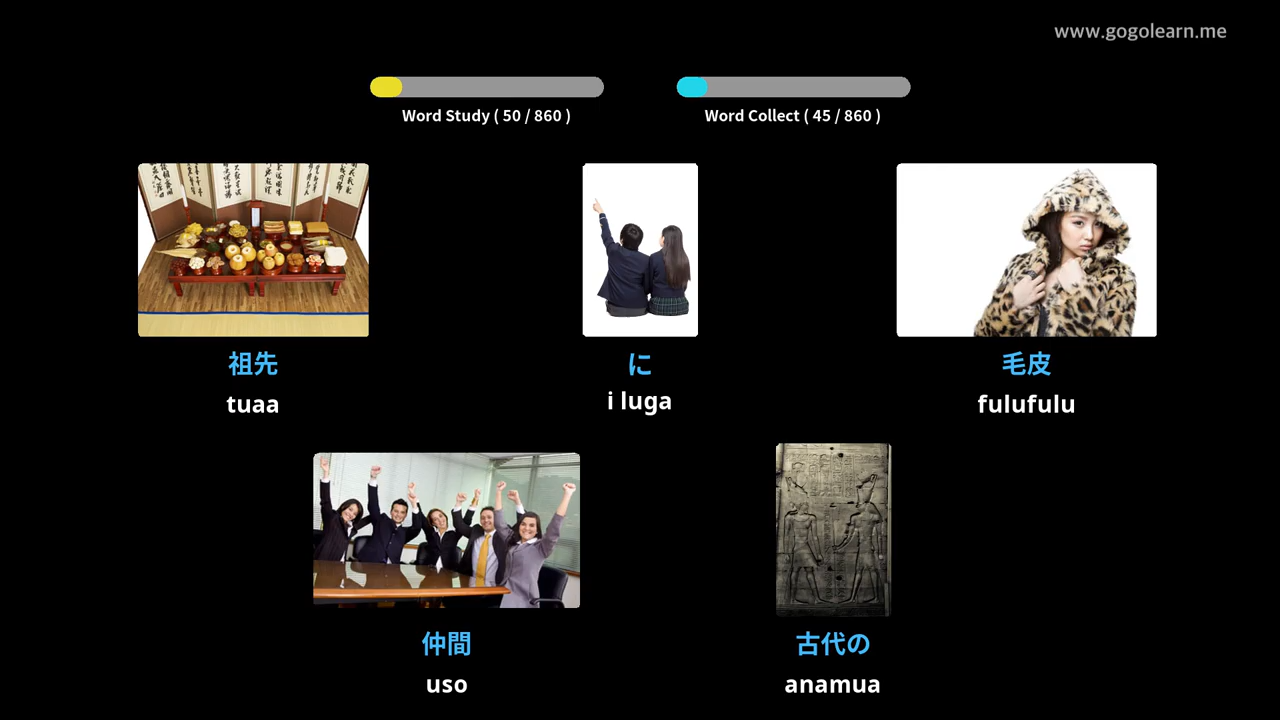 www.gogolearn.me
Word Study ( 50 / 860 )
Word Collect ( 45 / 860 )
祖先
tuaa
に
i luga
毛皮
fulufulu
仲間
uso
古代の
anamua